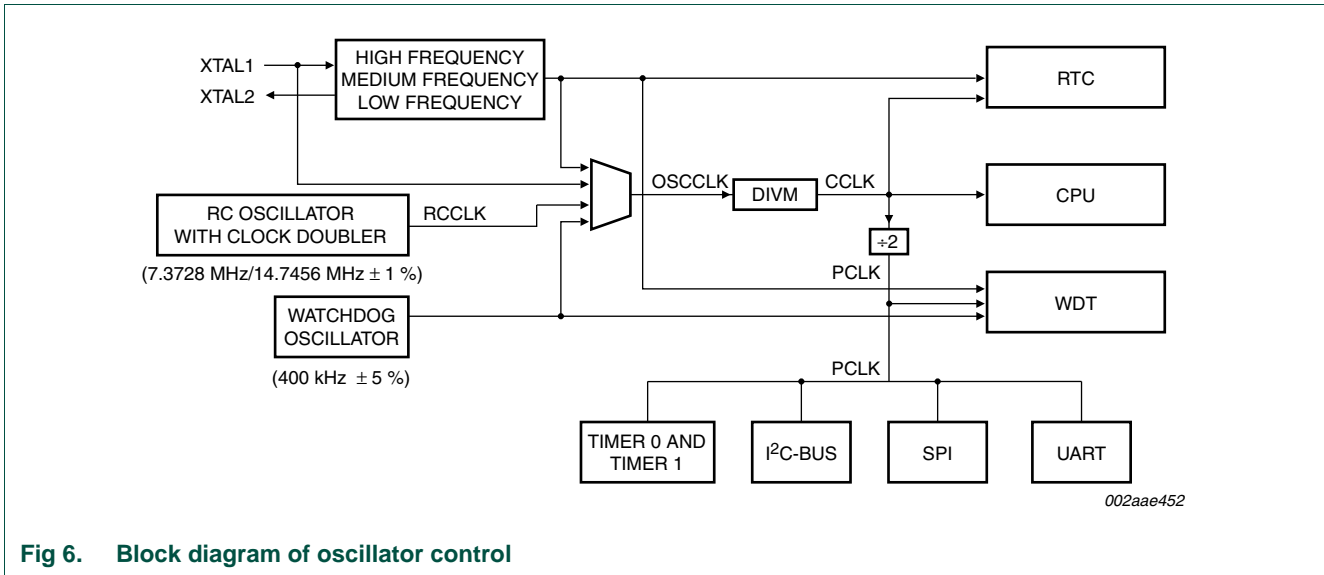 XTAL1
XTAL2
HIGH FREQUENCY
MEDIUM FREQUENCY
LOW FREQUENCY
RTC
OSCCLK
DIVM
CCLK
CPU
RC OSCILLATOR
WITH CLOCK DOUBLER
RCCLK
(7.3728 MHz/14.7456 MHz ± 1 %)
÷2
PCLK
WDT
WATCHDOG
OSCILLATOR
(400 kHz ± 5 %)
PCLK
TIMER 0 AND
TIMER 1
I²C-BUS
SPI
UART
002aae452
Fig 6. Block diagram of oscillator control